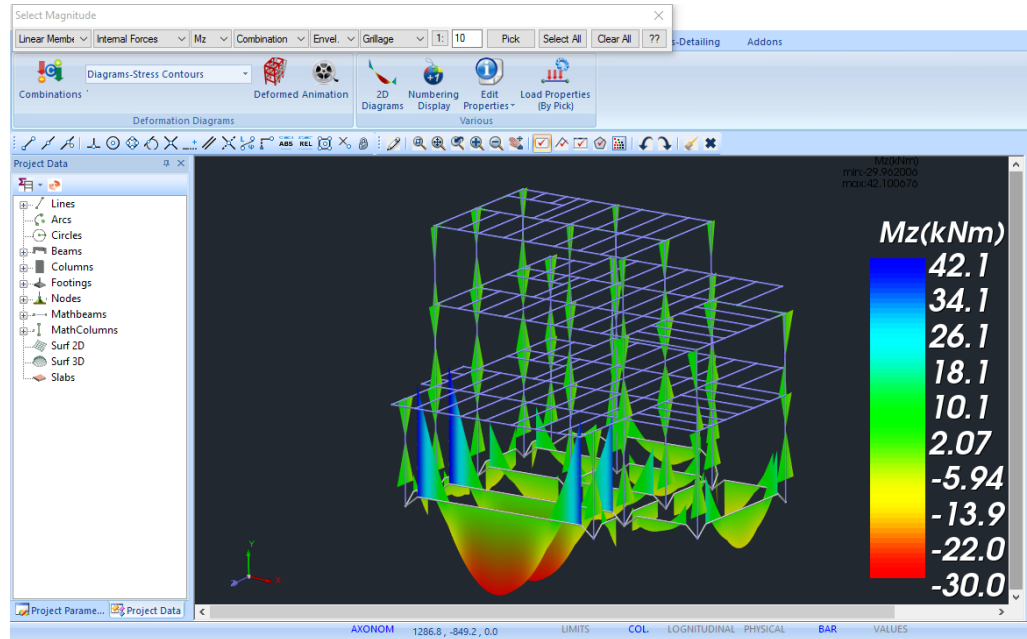 Select Magnitude
Linear Membe Internal Forces Mz Combination Envel. Grillage 1: 10 Pick Select All Clear All ??
s-Detailing Addons
Diagrams-Stress Contours
Combinations Deformed Animation 2D Diagrams Numbering Display Edit Properties Load Properties (By Pick)
Deformation Diagrams Various
ABS REL
Project Data
Lines
Arcs
Circles
Beams
Columns
Footings
Nodes
Mathbeams
MathColumns
Surf 2D
Surf 3D
Slabs
Mz(kNm)
min:-29.962006
max:42.100676
Mz(kNm)
42.1
34.1
26.1
18.1
10.1
2.07
-5.94
-13.9
-22.0
-30.0
Y
X
Project Parame... Project Data
AXONOM 1286.8 , -849.2 , 0.0 LIMITS COL. LOGNITUDINAL PHYSICAL BAR VALUES